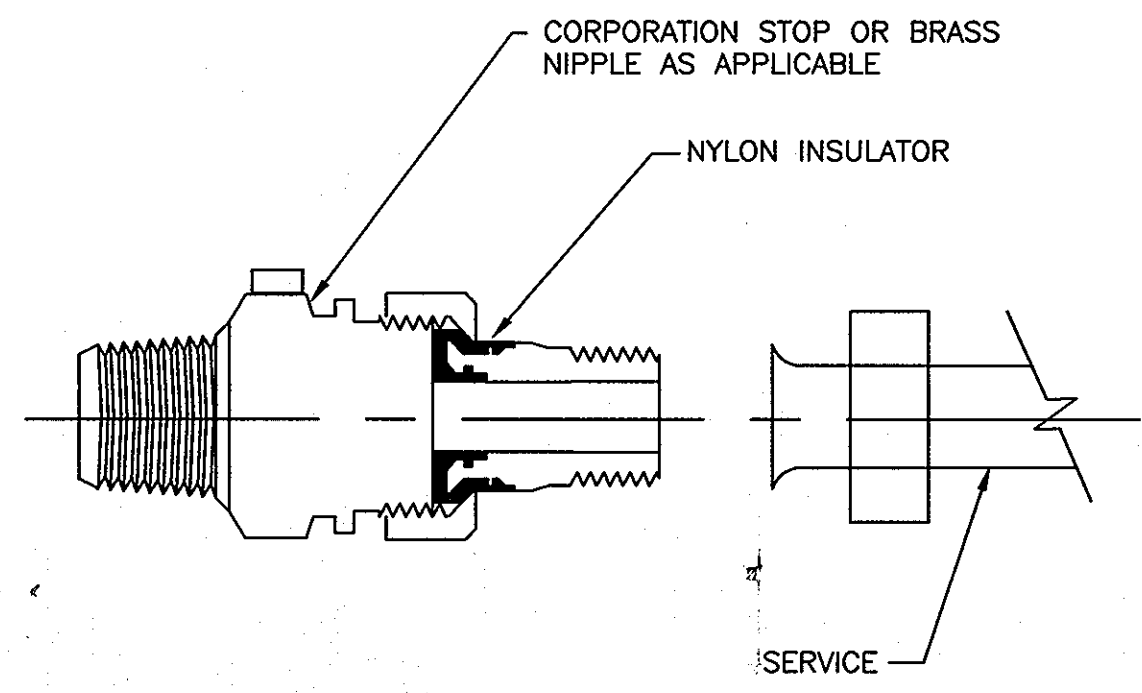 CORPORATION STOP OR BRASS
NIPPLE AS APPLICABLE
NYLON INSULATOR
SERVICE